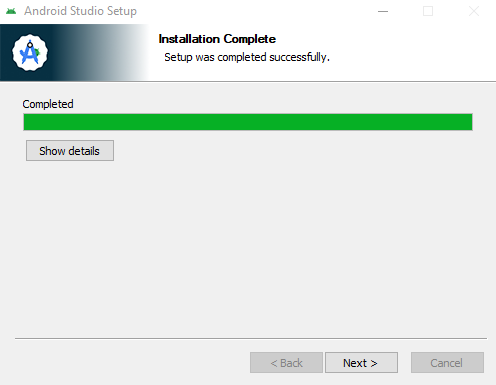 Android Studio Setup
Installation Complete
Setup was completed successfully.
Completed
Show details
< Back
Next >
Cancel